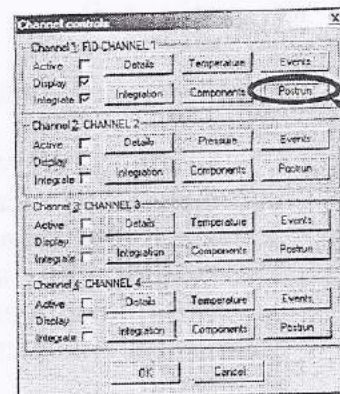 Channel controls
Channel 1: FID CHANNEL 1
Active Details Temperature Events
Display
Integrate Integration Components Postrun
Channel 2: CHANNEL 2
Active Details Pressure Events
Display
Integrate Integration Components Postrun
Channel 3: CHANNEL 3
Active Details Temperature Events
Display
Integrate Integration Components Postrun
Channel 4: CHANNEL 4
Active Details Temperature Events
Display
Integrate Integration Components Postrun
OK Cancel